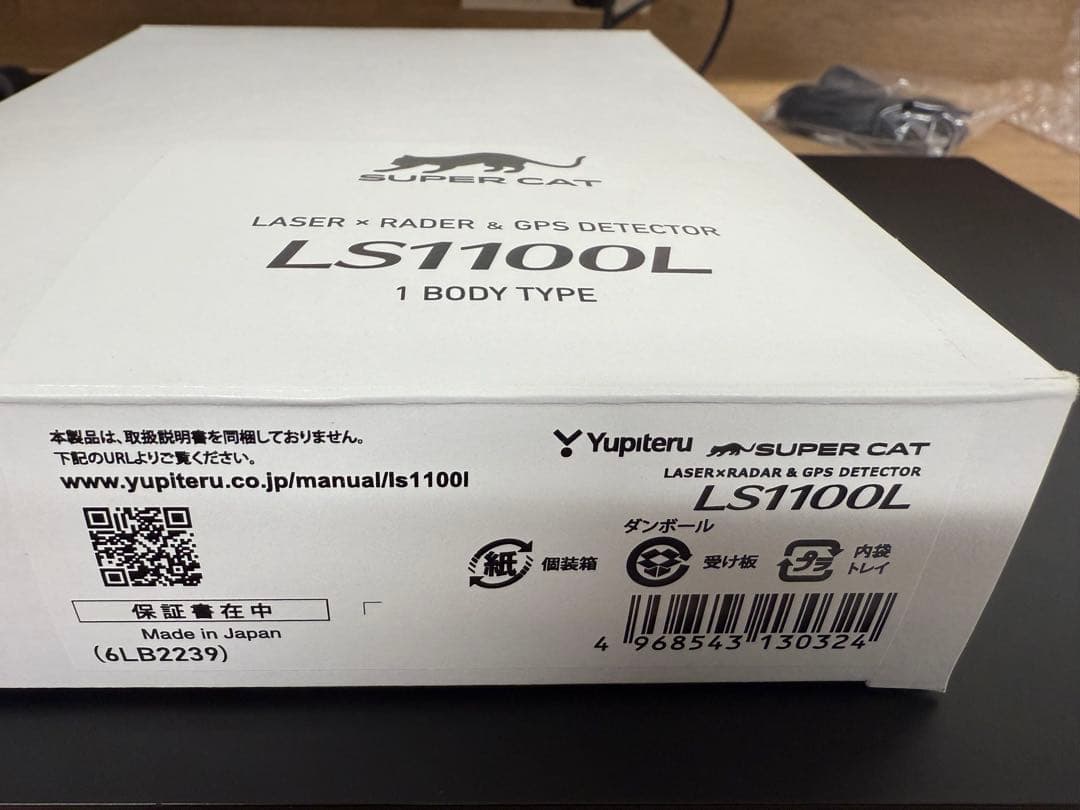 SUPER CAT
LASER × RADER & GPS DETECTOR
LS1100L
1 BODY TYPE
本製品は、取扱説明書を同梱しておりません。
下記のURLよりご覧ください。
www.yupiteru.co.jp/manual/ls1100l
保証書在中
Made in Japan
(6LB2239)
Yupiteru SUPER CAT
LASER×RADAR & GPS DETECTOR
LS1100L
紙 個装箱
ダンボール
受け板
プラ
内袋
トレイ
4 968543 130324